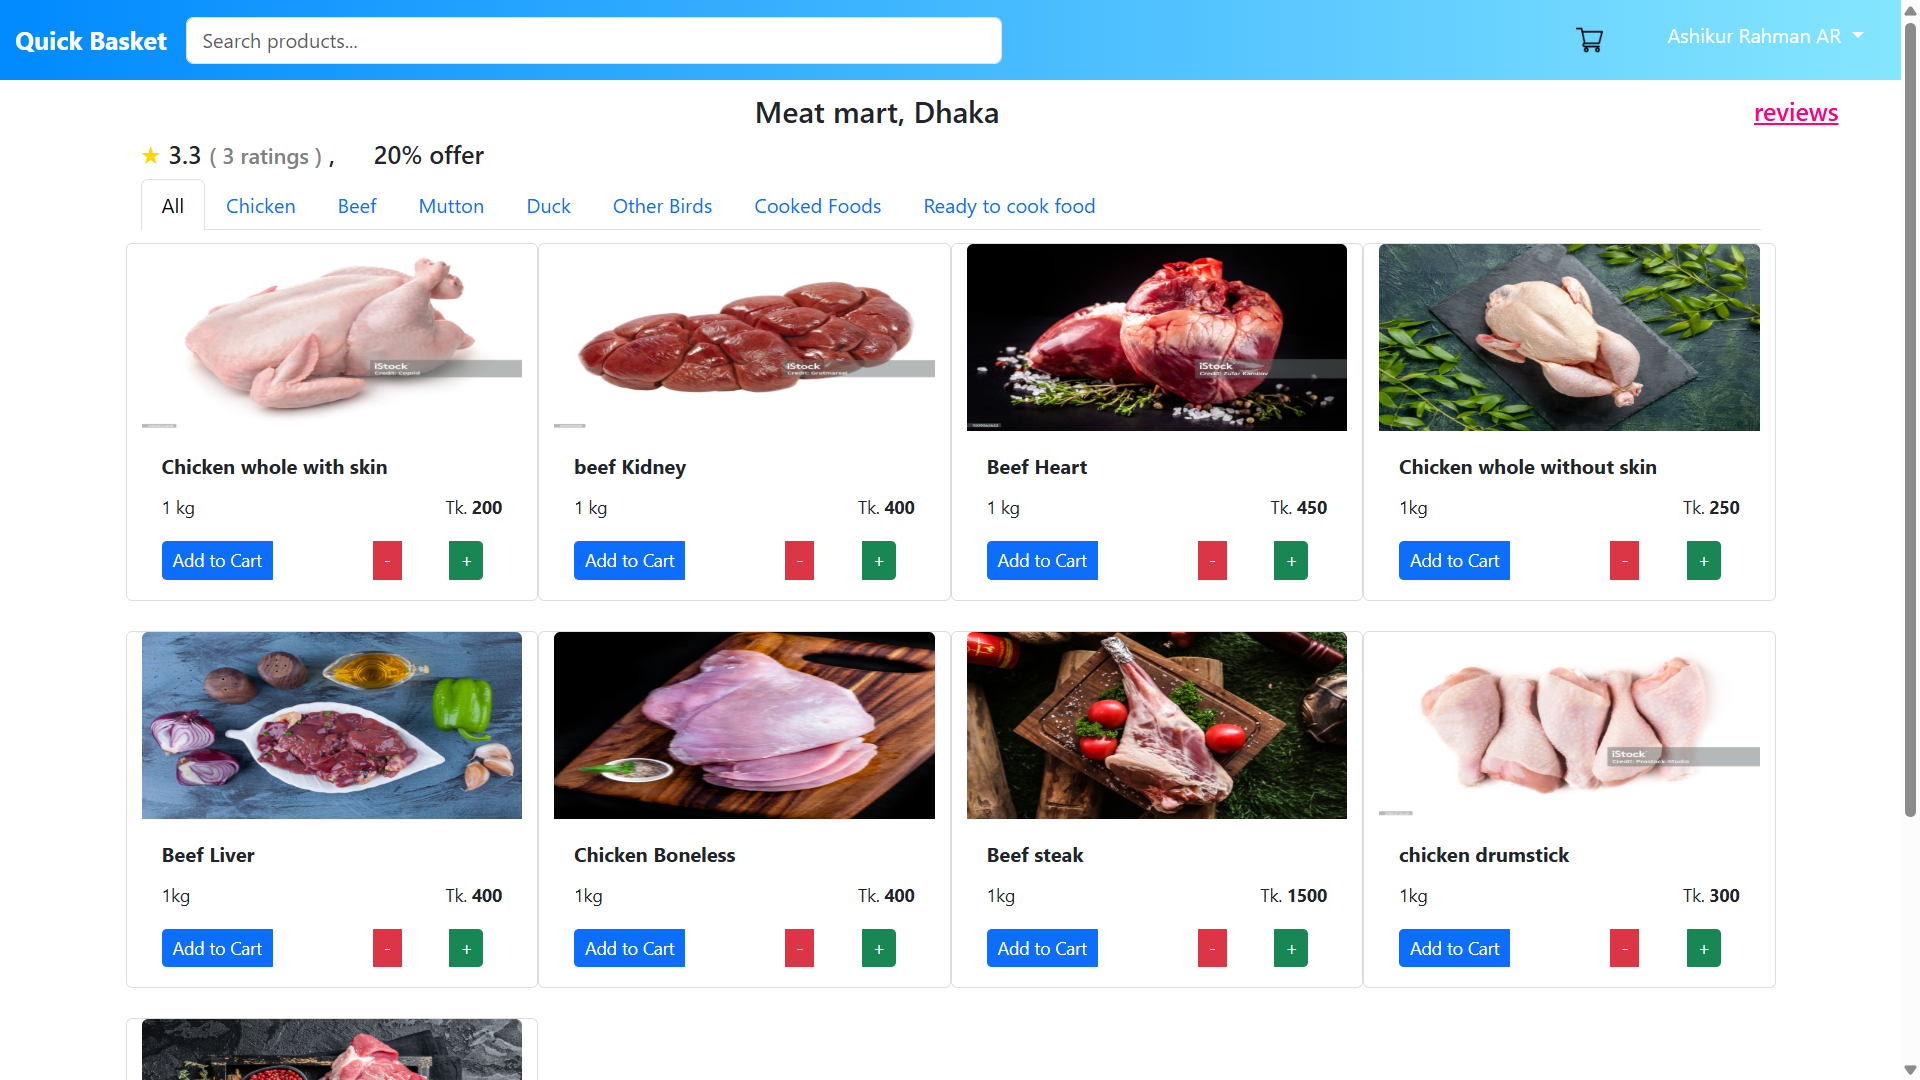 Quick Basket
Search products...
Ashikur Rahman AR
Meat mart, Dhaka
reviews
★ 3.3 ( 3 ratings ) , 20% offer
All Chicken Beef Mutton Duck Other Birds Cooked Foods Ready to cook food
iStock
Credit: Coprid
iStock
iStock
Chicken whole with skin
1 kg Tk. 200
Add to Cart - +
beef Kidney
1 kg Tk. 400
Add to Cart - +
Beef Heart
1 kg Tk. 450
Add to Cart - +
Chicken whole without skin
1kg Tk. 250
Add to Cart - +
iStock
Credit: Prostock-Studio
Beef Liver
1kg Tk. 400
Add to Cart - +
Chicken Boneless
1kg Tk. 400
Add to Cart - +
Beef steak
1kg Tk. 1500
Add to Cart - +
chicken drumstick
1kg Tk. 300
Add to Cart - +